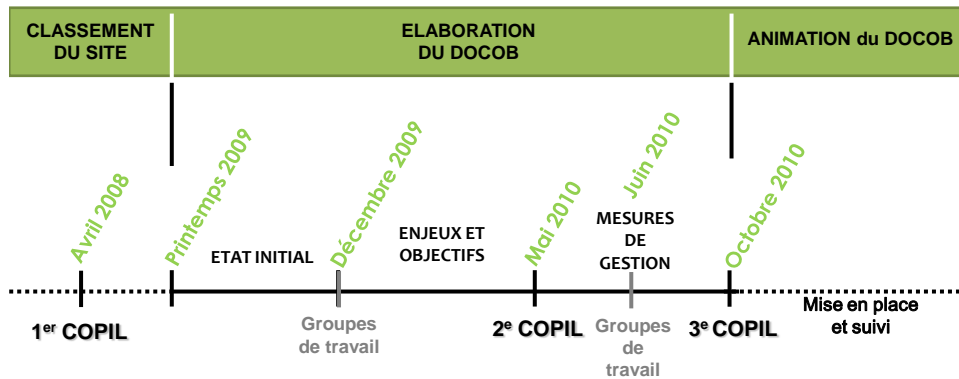 CLASSEMENT
DU SITE
ELABORATION
DU DOCOB
ANIMATION du DOCOB
Avril 2008
Printemps 2009
Décembre 2009
Mai 2010
Juin 2010
Octobre 2010
ETAT INITIAL
ENJEUX ET
OBJECTIFS
MESURES
DE
GESTION
1er COPIL
Groupes
de travail
2e COPIL
Groupes
de
travail
3e COPIL
Mise en place
et suivi